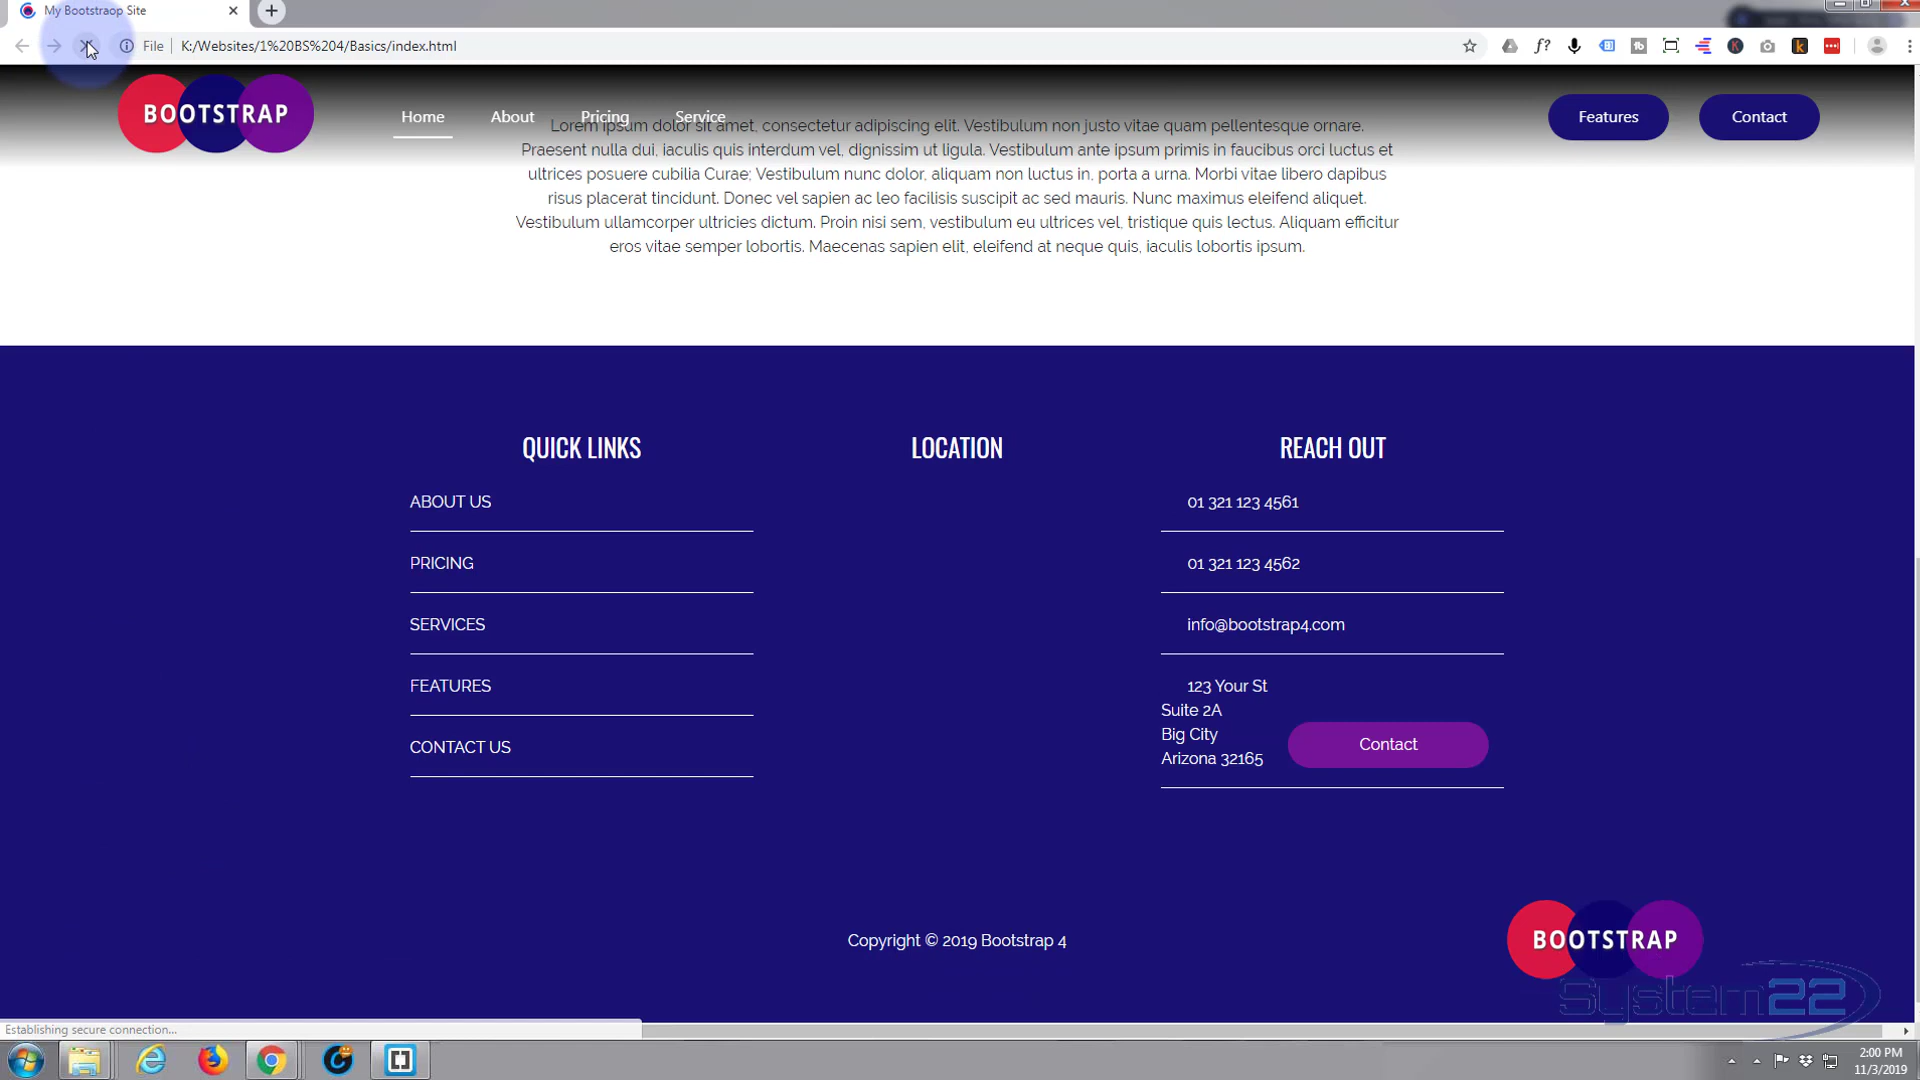 My Bootstraop Site
File
K:/Websites/1%20BS%204/Basics/index.html
BOOTSTRAP
Home
About
Pricing
Service
Features
Contact
Lorem ipsum dolor sit amet, consectetur adipiscing elit. Vestibulum non justo vitae quam pellentesque ornare.
Praesent nulla dui, iaculis quis interdum vel, dignissim ut ligula. Vestibulum ante ipsum primis in faucibus orci luctus et
ultrices posuere cubilia Curae; Vestibulum nunc dolor, aliquam non luctus in, porta a urna. Morbi vitae libero dapibus
risus placerat tincidunt. Donec vel sapien ac leo facilisis suscipit ac sed mauris. Nunc maximus eleifend aliquet.
Vestibulum ullamcorper ultricies dictum. Proin nisi sem, vestibulum eu ultrices vel, tristique quis lectus. Aliquam efficitur
eros vitae semper lobortis. Maecenas sapien elit, eleifend at neque quis, iaculis lobortis ipsum.
QUICK LINKS
ABOUT US
PRICING
SERVICES
FEATURES
CONTACT US
LOCATION
REACH OUT
01 321 123 4561
01 321 123 4562
info@bootstrap4.com
123 Your St
Suite 2A
Big City
Arizona 32165
Contact
Copyright © 2019 Bootstrap 4
BOOTSTRAP
System22
Establishing secure connection...
2:00 PM
11/3/2019